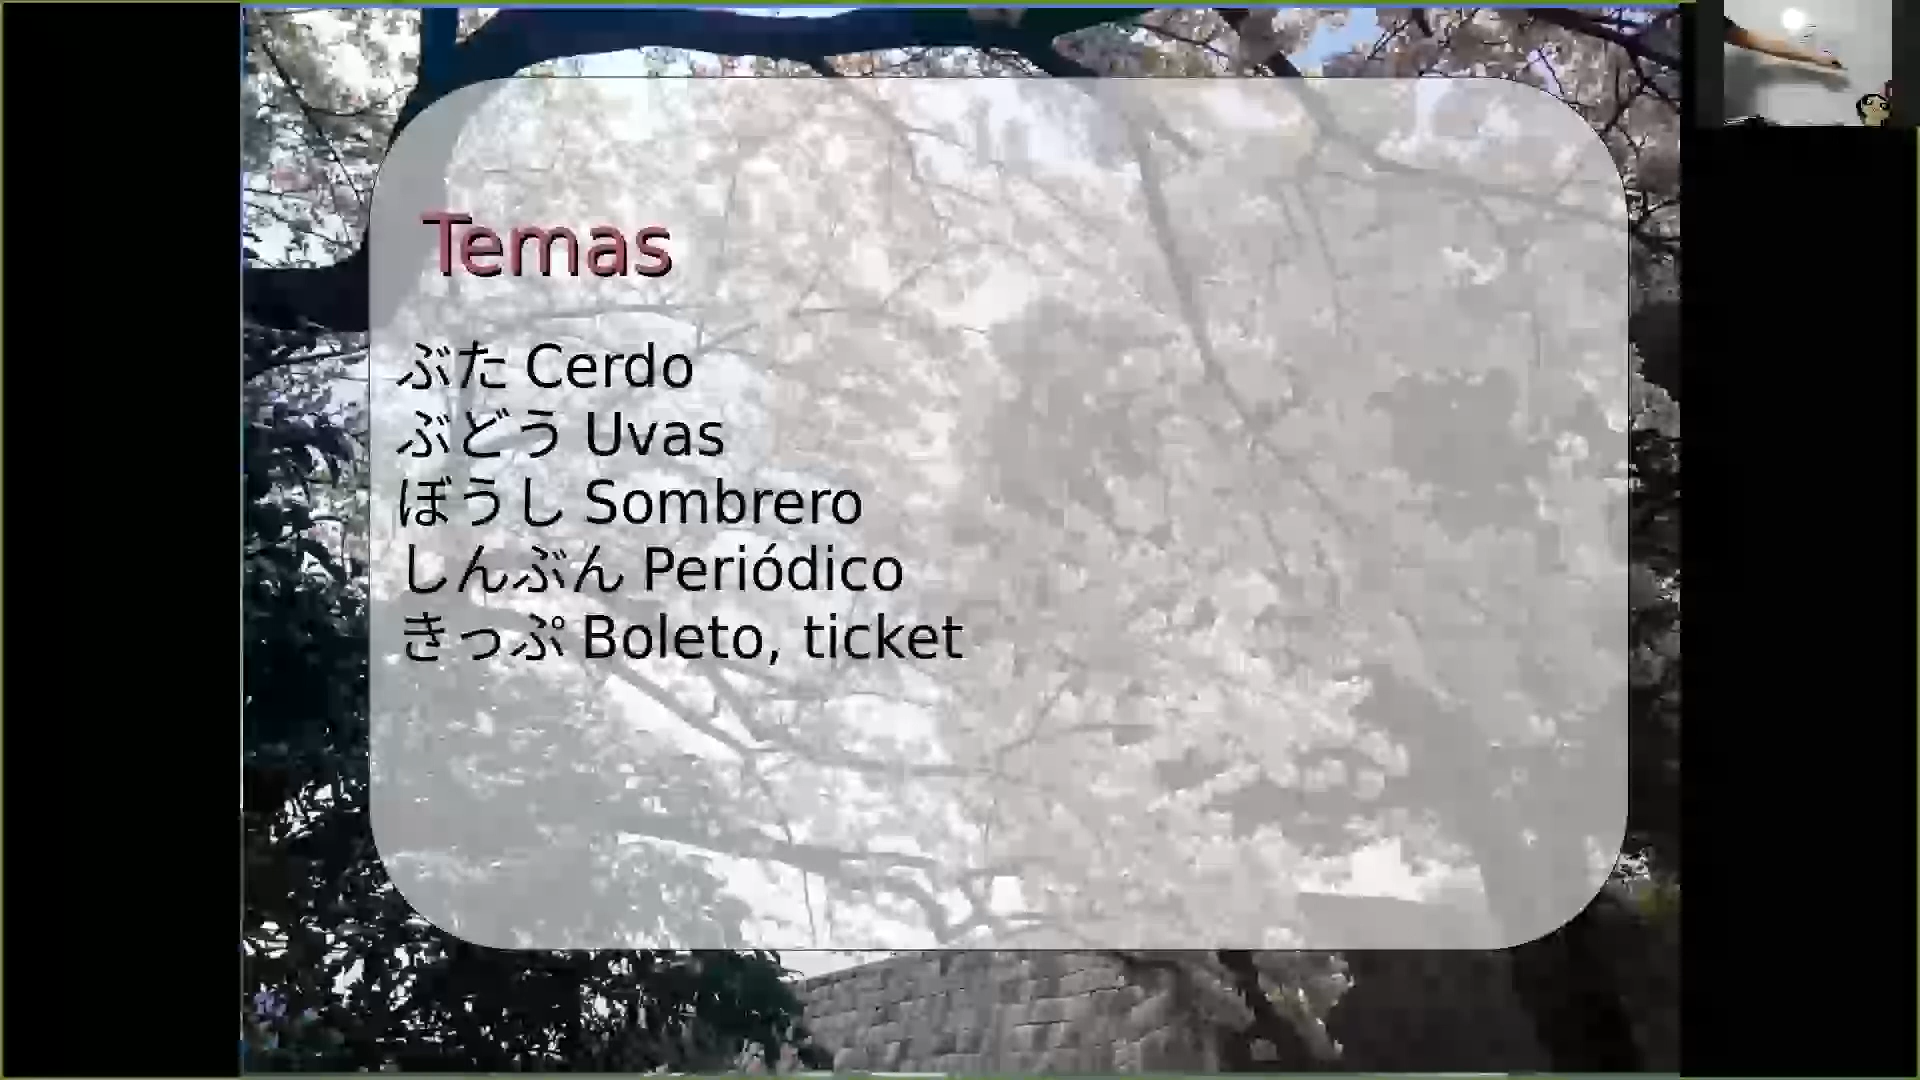 Temas
ぶた Cerdo
ぶどう Uvas
ぼうし Sombrero
しんぶん Periódico
きっぷ Boleto, ticket